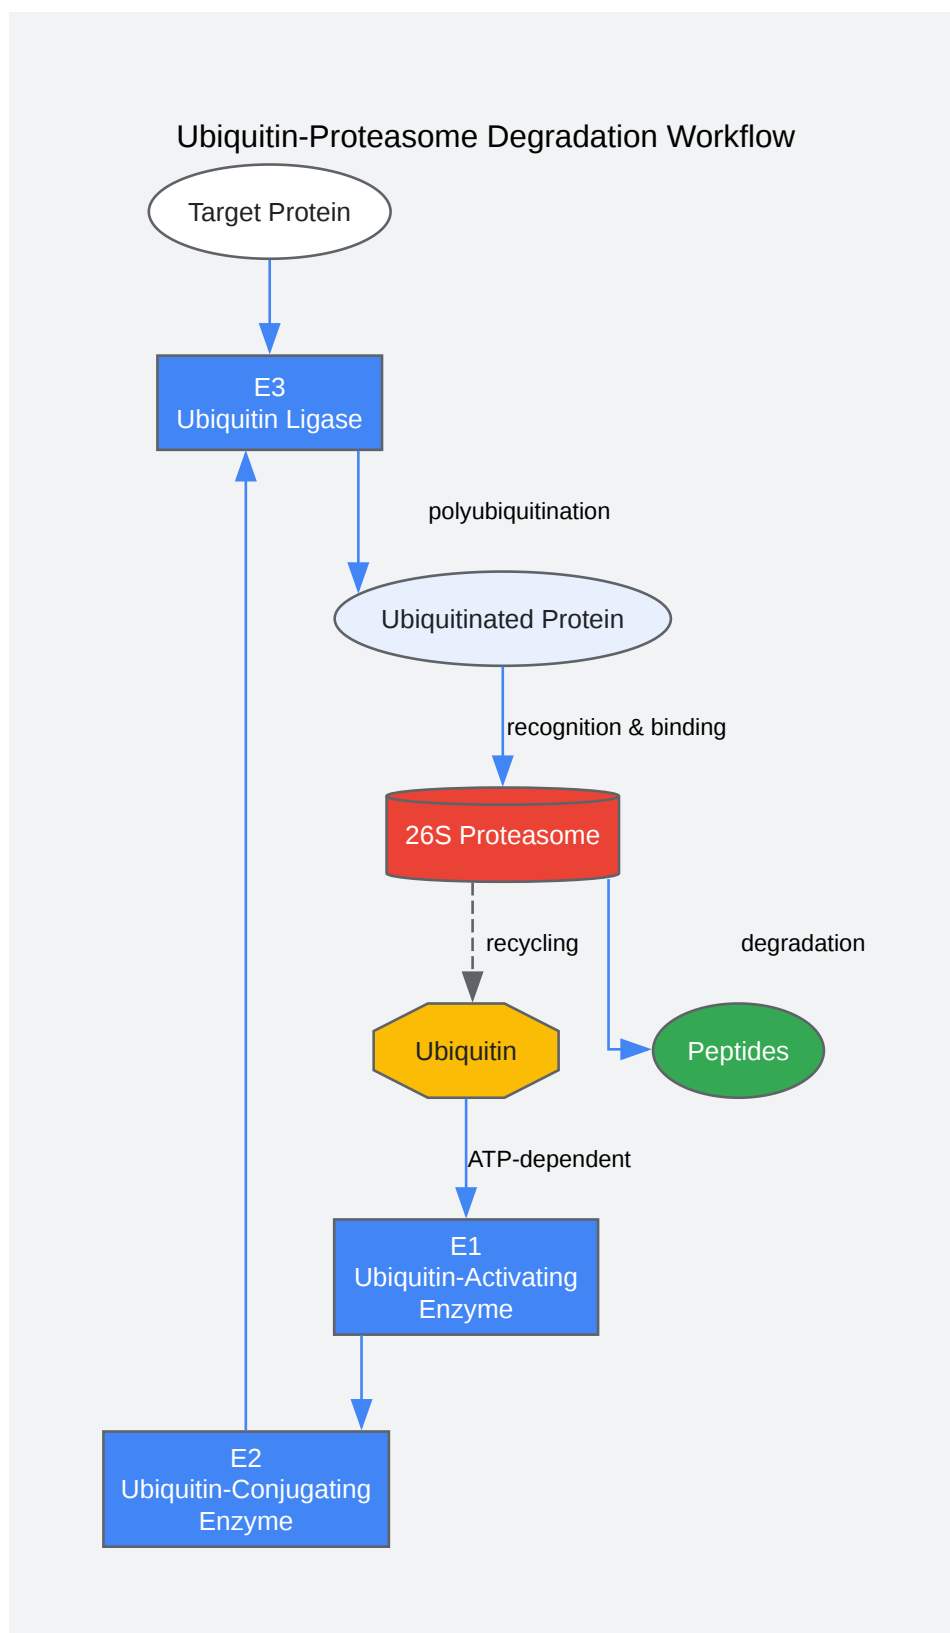 Ubiquitin-Proteasome Degradation Workflow
Target Protein
E3
Ubiquitin Ligase
polyubiquitination
Ubiquitinated Protein
recognition & binding
26S Proteasome
recycling
degradation
Ubiquitin
Peptides
ATP-dependent
E1
Ubiquitin-Activating
Enzyme
E2
Ubiquitin-Conjugating
Enzyme